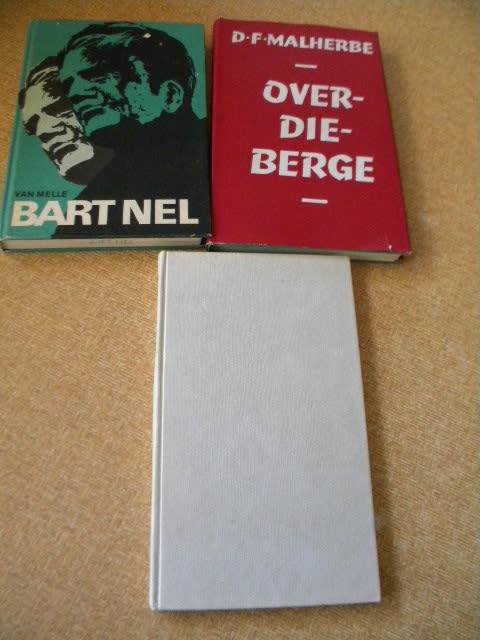 VAN MELLE
BART NEL
D·F·MALHERBE
OVER-
DIE-
BERGE